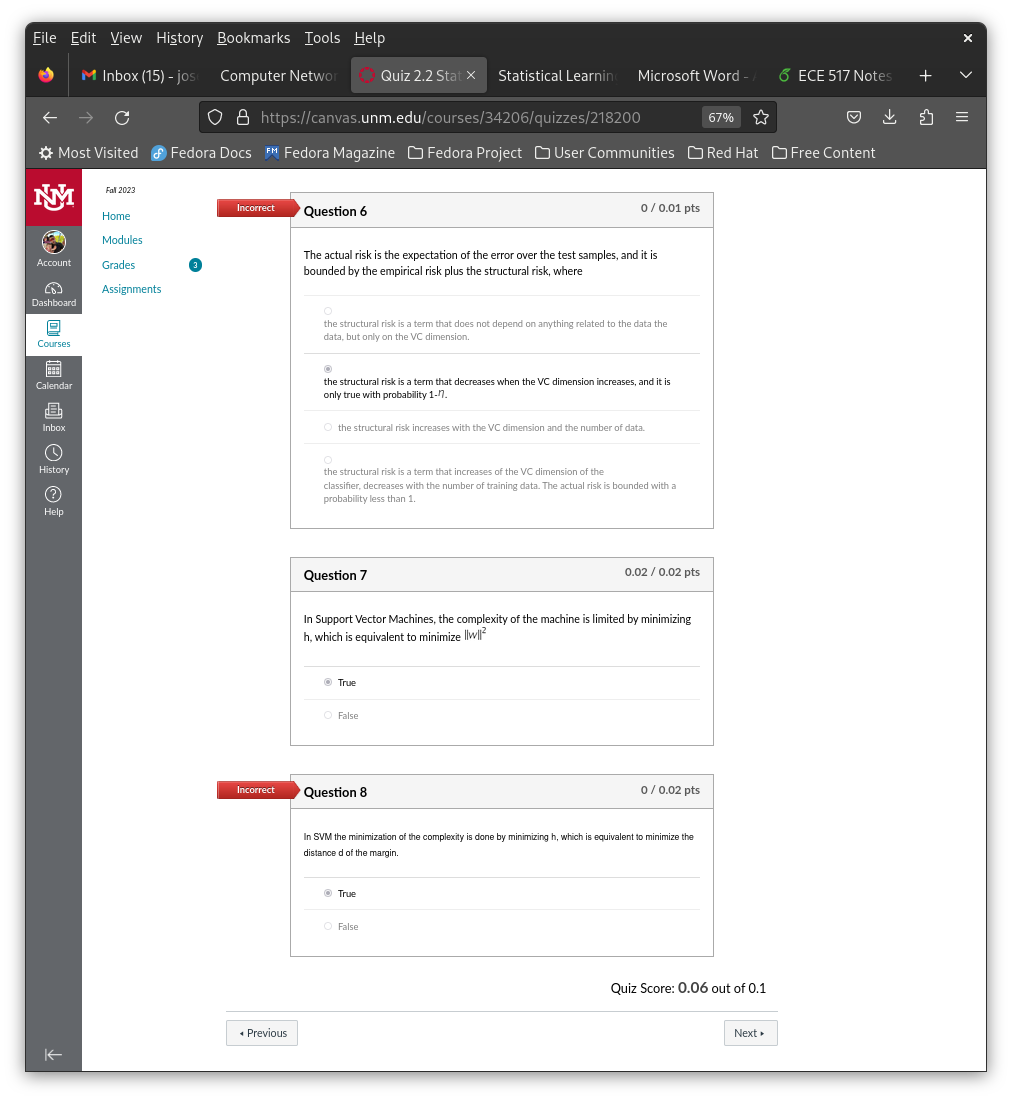 File Edit View History Bookmarks Tools Help ×
Inbox (15) - jos Computer Networ Quiz 2.2 Stat × Statistical Learnin Microsoft Word - ECE 517 Notes +
https://canvas.unm.edu/courses/34206/quizzes/218200 67%
Most Visited Fedora Docs Fedora Magazine Fedora Project User Communities Red Hat Free Content
NM
Account
Dashboard
Courses
Calendar
Inbox
History
Help
Fall 2023
Home
Modules
Grades 3
Assignments
Incorrect Question 6 0 / 0.01 pts
The actual risk is the expectation of the error over the test samples, and it is
bounded by the empirical risk plus the structural risk, where
the structural risk is a term that does not depend on anything related to the data the
data, but only on the VC dimension.
the structural risk is a term that decreases when the VC dimension increases, and it is
only true with probability 1-η.
the structural risk increases with the VC dimension and the number of data.
the structural risk is a term that increases of the VC dimension of the
classifier, decreases with the number of training data. The actual risk is bounded with a
probability less than 1.
Question 7 0.02 / 0.02 pts
In Support Vector Machines, the complexity of the machine is limited by minimizing
h, which is equivalent to minimize ||w||²
True
False
Incorrect Question 8 0 / 0.02 pts
In SVM the minimization of the complexity is done by minimizing h, which is equivalent to minimize the
distance d of the margin.
True
False
Quiz Score: 0.06 out of 0.1
◂ Previous Next ▸